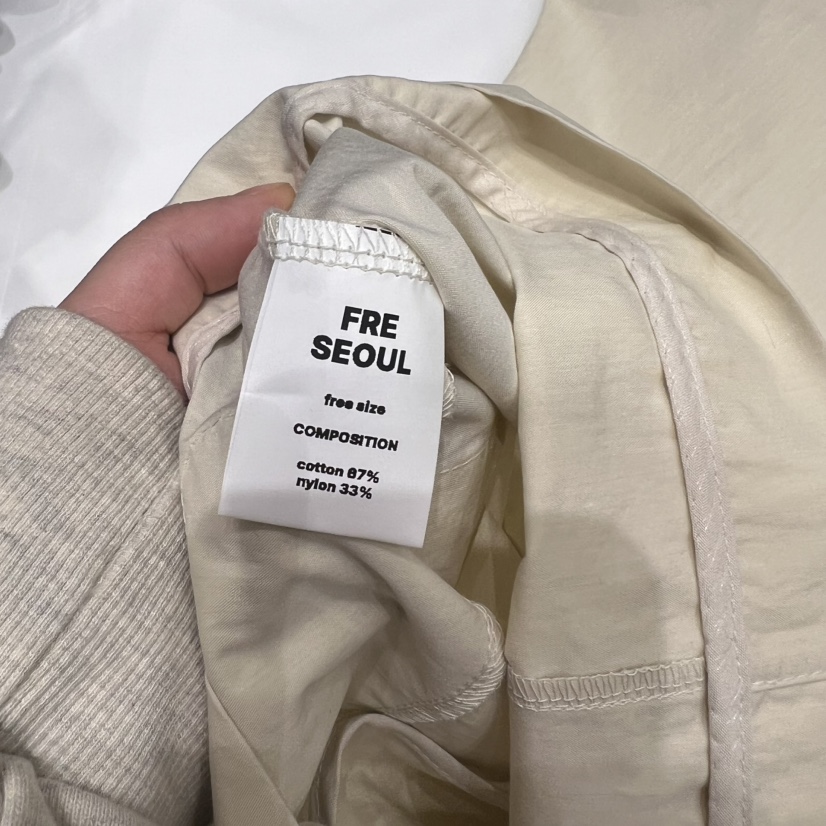 FRE
SEOUL
free size
COMPOSITION
cotton 67%
nylon 33%